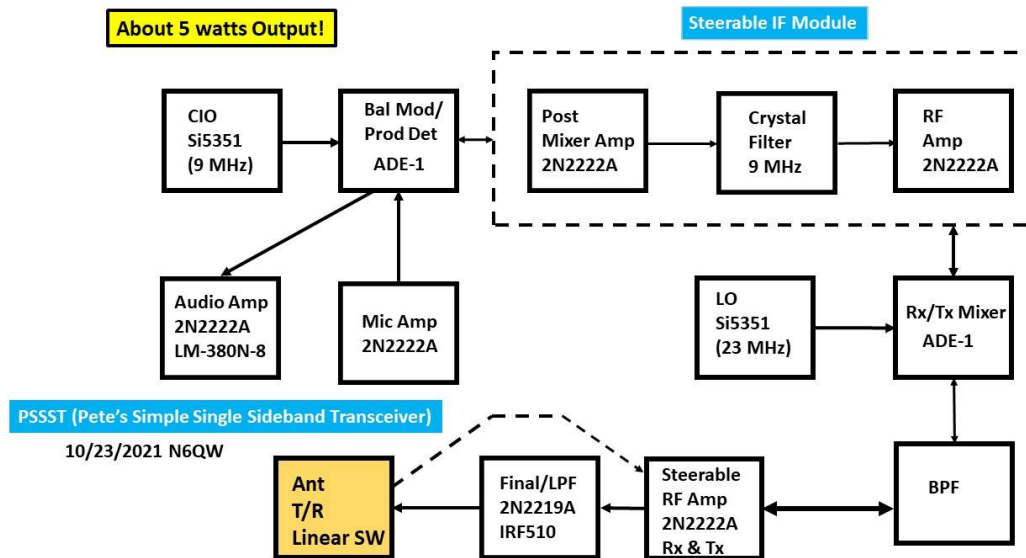 About 5 watts Output!
Steerable IF Module
CIO
Si5351
(9 MHz)
Bal Mod/
Prod Det
ADE-1
Post
Mixer Amp
2N2222A
Crystal
Filter
9 MHz
RF
Amp
2N2222A
Audio Amp
2N2222A
LM-380N-8
Mic Amp
2N2222A
LO
Si5351
(23 MHz)
Rx/Tx Mixer
ADE-1
PSSST (Pete's Simple Single Sideband Transceiver)
10/23/2021 N6QW
Ant
T/R
Linear SW
Final/LPF
2N2219A
IRF510
Steerable
RF Amp
2N2222A
Rx & Tx
BPF